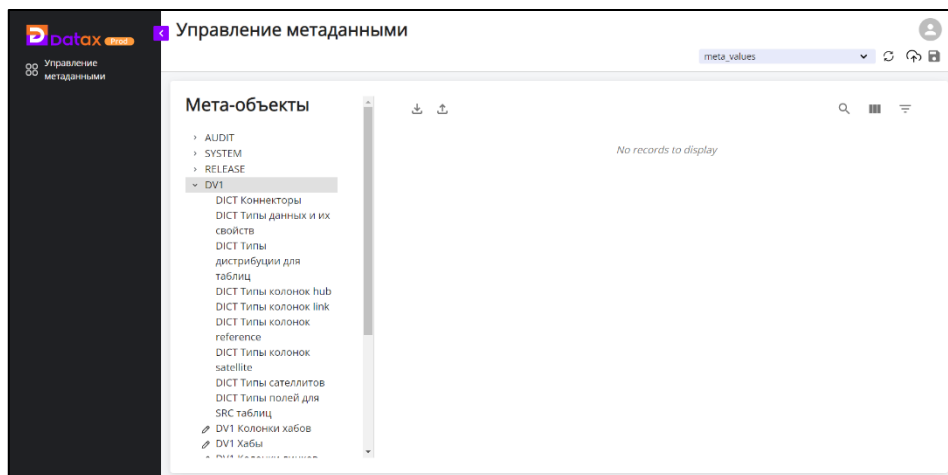 Datax Prod
Управление
метаданными
Управление метаданными
meta_values
Мета-объекты
AUDIT
SYSTEM
RELEASE
DV1
DICT Коннекторы
DICT Типы данных и их
свойств
DICT Типы
дистрибуции для
таблиц
DICT Типы колонок hub
DICT Типы колонок link
DICT Типы колонок
reference
DICT Типы колонок
satellite
DICT Типы сателлитов
DICT Типы полей для
SRC таблиц
DV1 Колонки хабов
DV1 Хабы
DV1 Колонки линков
No records to display